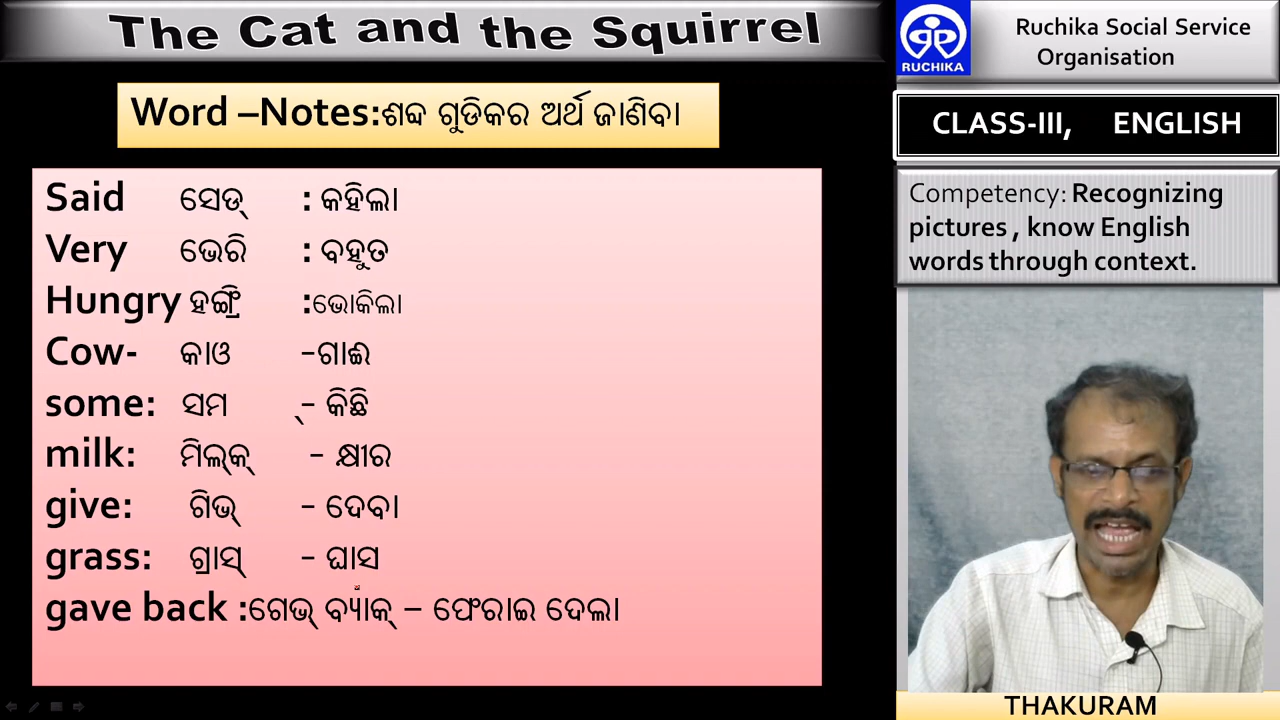 The Cat and the Squirrel
Word –Notes:ଶବ୍ଦ ଗୁଡିକର ଅର୍ଥ ଜାଣିବା
Said ସେଡ୍ : କହିଲା
Very ଭେରି : ବହୁତ
Hungry ହଙ୍ଗ୍ରି :ଭୋକିଲା
Cow- କାଓ –ଗାଈ
some: ସମ ୍– କିଛି
milk: ମିଲ୍କ୍ – କ୍ଷୀର
give: ଗିଭ୍ – ଦେବା
grass: ଗ୍ରାସ୍ – ଘାସ
gave back :ଗେଭ୍ ବ୍ୟାକ୍ – ଫେରାଇ ଦେଲା
RUCHIKA
Ruchika Social Service
Organisation
CLASS-III, ENGLISH
Competency: Recognizing
pictures , know English
words through context.
THAKURAM